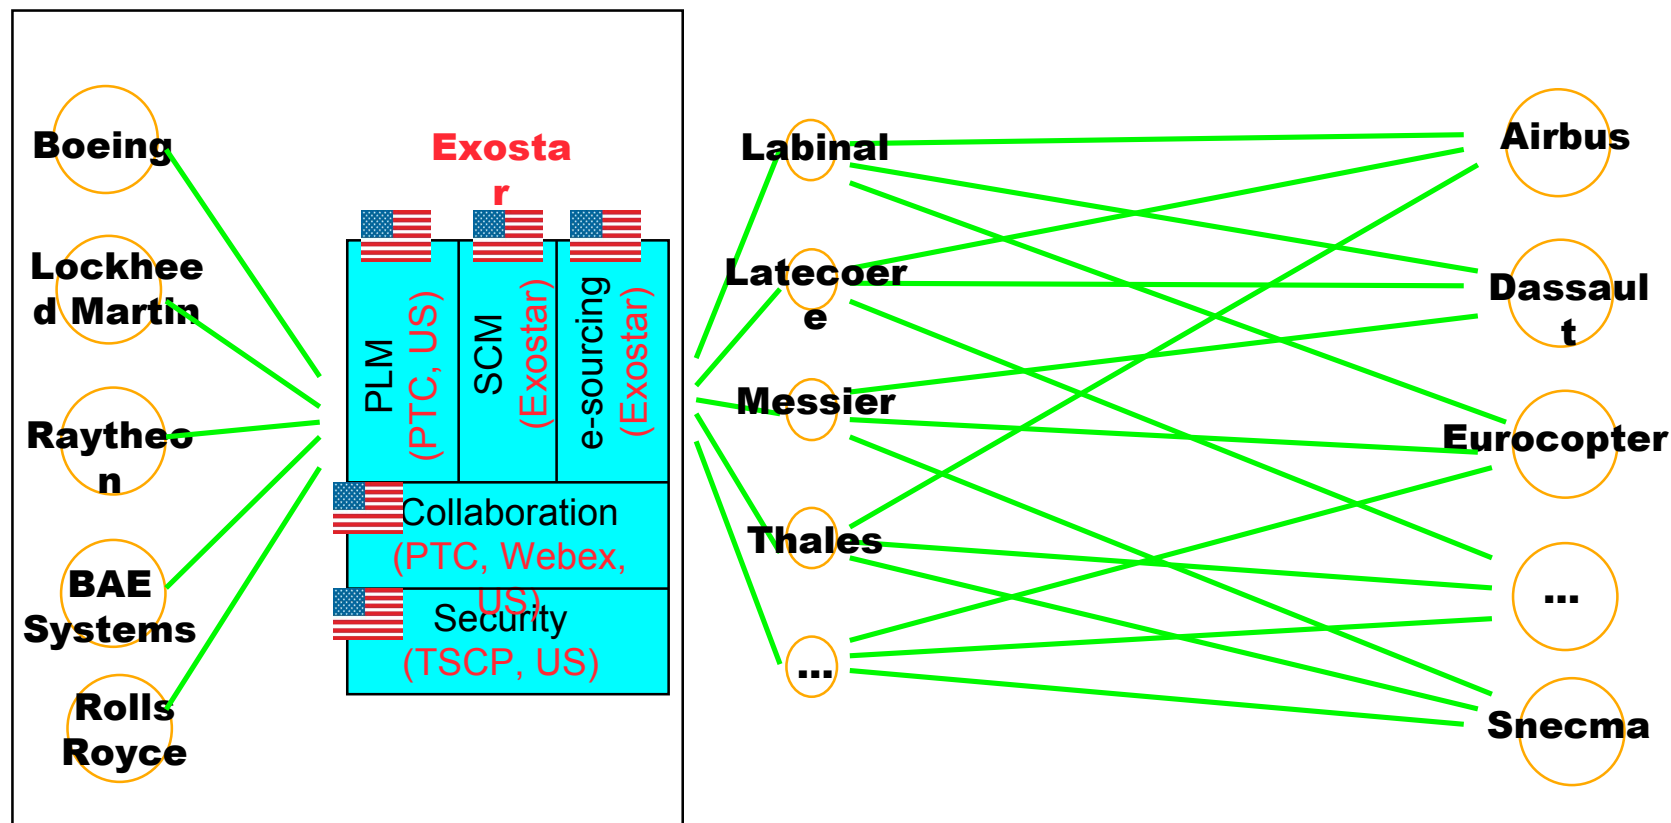 Boeing
Lockhee
d Martin
Raytheo
n
BAE
Systems
Rolls
Royce
Exosta
r
PLM
(PTC, US)
SCM
(Exostar)
e-sourcing
(Exostar)
Collaboration
(PTC, Webex,
US)
Security
(TSCP, US)
Labinal
Latecoer
e
Messier
Thales
...
Airbus
Dassaul
t
Eurocopter
...
Snecma